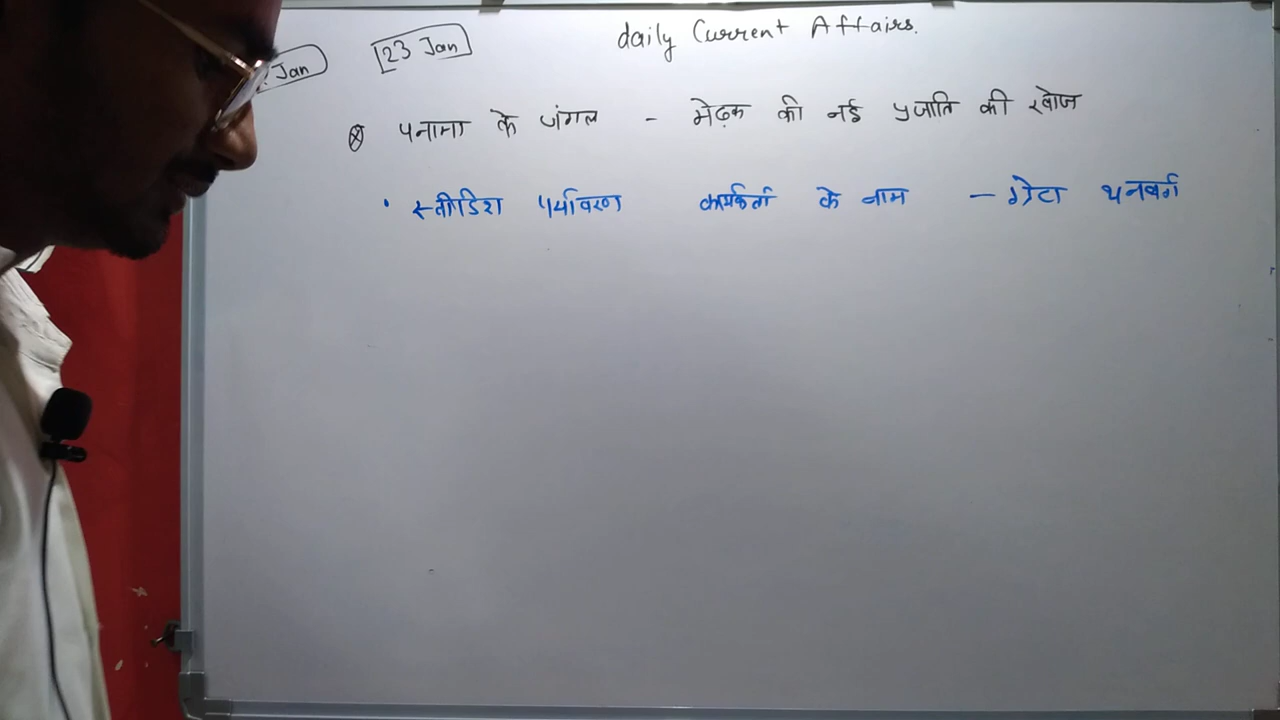 Jan 23 Jan daily Current Affairs.
पनामा के जंगल - मेढ़क की नई प्रजाति की खोज
• स्वीडिश पर्यावरण कार्यकर्ता के नाम - ग्रेटा थनबर्ग